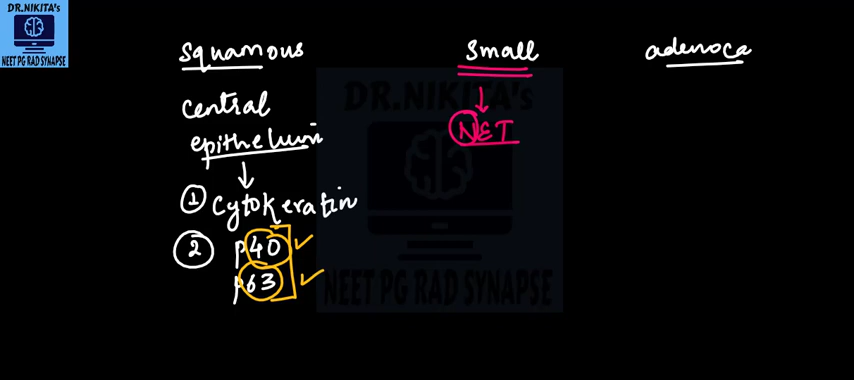 DR.NIKITA's
NEET PG RAD SYNAPSE
Squamous
central
epithelium
① Cytokeratin
② p40
p63
Small
NET
adenoca
DR.NIKITA's
NEET PG RAD SYNAPSE